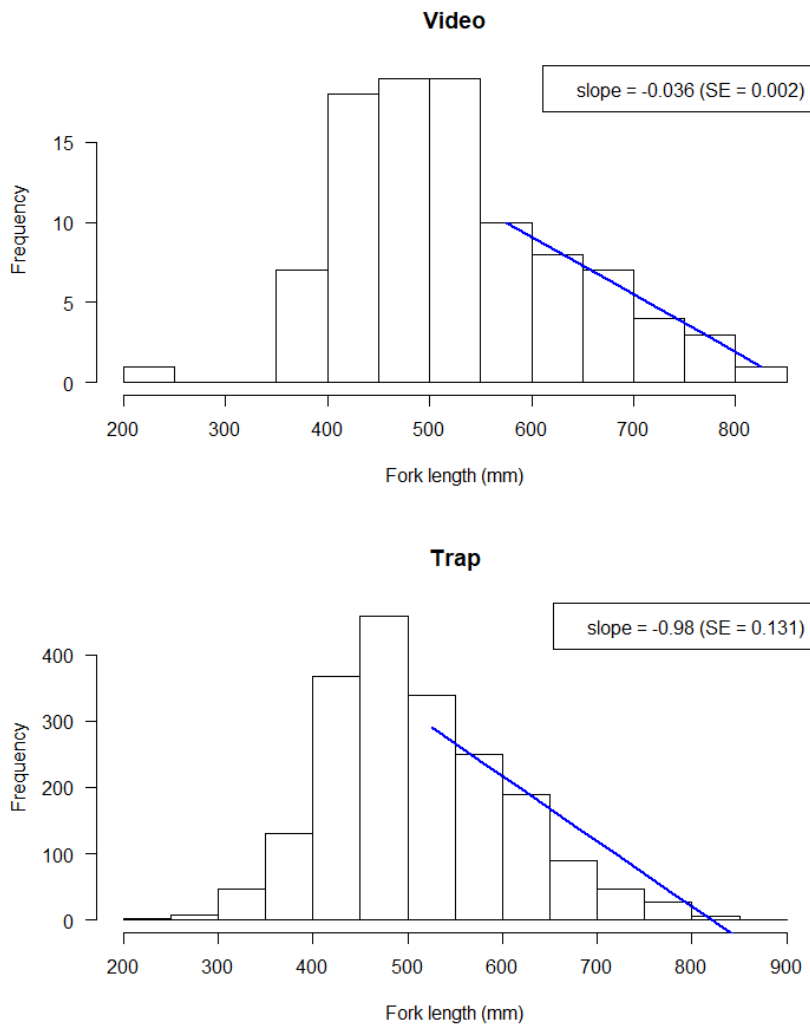 Video
slope = -0.036 (SE = 0.002)
15
10
5
0
Frequency
200 300 400 500 600 700 800
Fork length (mm)
Trap
slope = -0.98 (SE = 0.131)
400
300
200
100
0
Frequency
200 300 400 500 600 700 800 900
Fork length (mm)